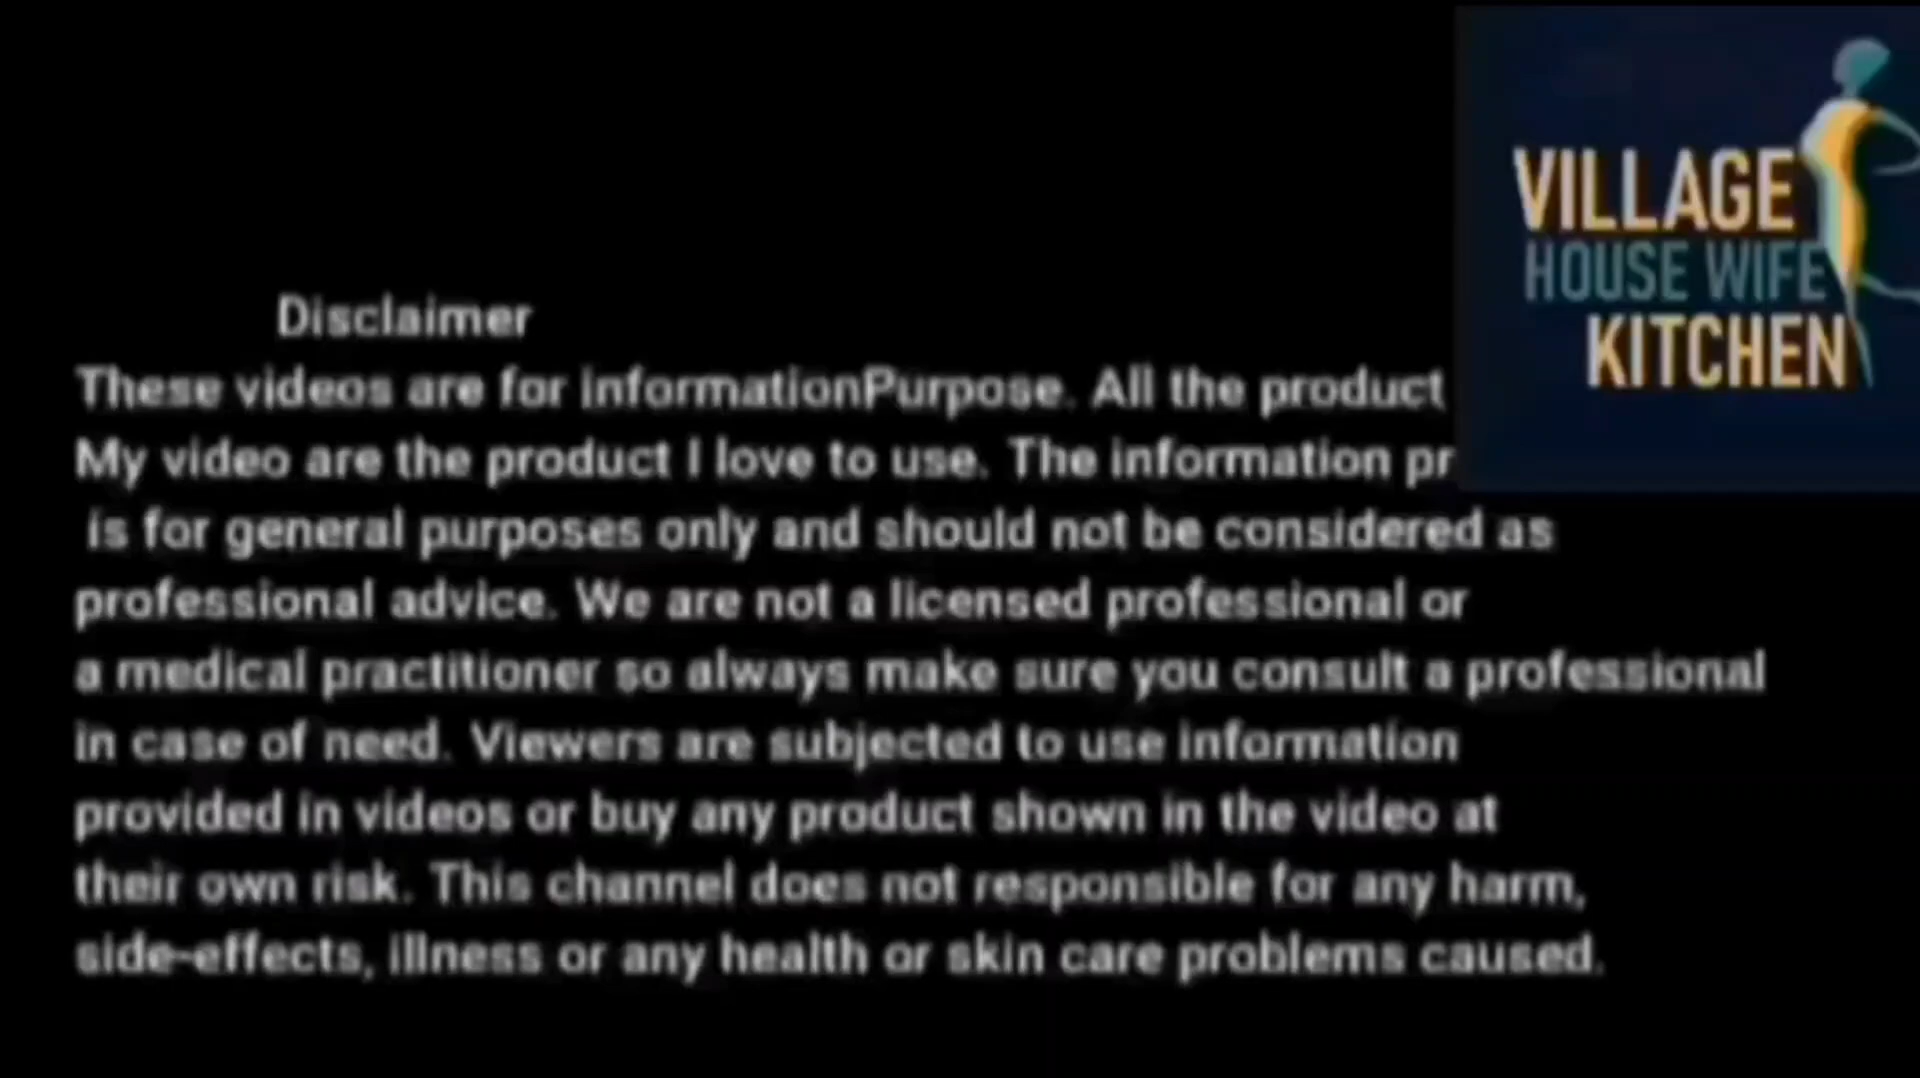 VILLAGE
HOUSE WIFE
KITCHEN
Disclaimer
These videos are for informationPurpose. All the product
My video are the product I love to use. The information pr
is for general purposes only and should not be considered as
professional advice. We are not a licensed professional or
a medical practitioner so always make sure you consult a professional
in case of need. Viewers are subjected to use information
provided in videos or buy any product shown in the video at
their own risk. This channel does not responsible for any harm,
side-effects, illness or any health or skin care problems caused.